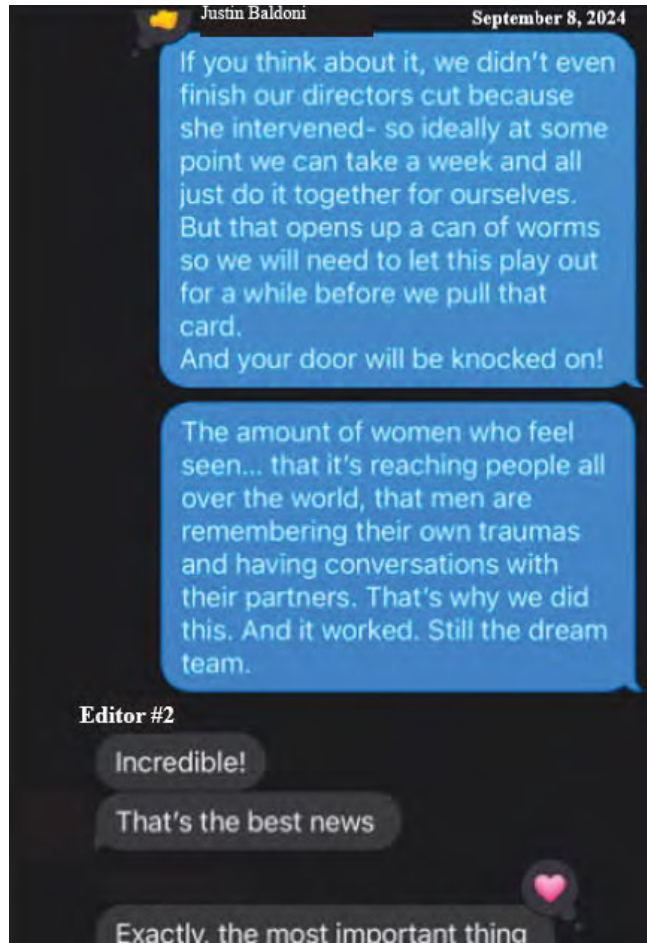 Justin Baldoni
September 8, 2024
If you think about it, we didn't even
finish our directors cut because
she intervened- so ideally at some
point we can take a week and all
just do it together for ourselves.
But that opens up a can of worms
so we will need to let this play out
for a while before we pull that
card.
And your door will be knocked on!
The amount of women who feel
seen... that it's reaching people all
over the world, that men are
remembering their own traumas
and having conversations with
their partners. That's why we did
this. And it worked. Still the dream
team.
Editor #2
Incredible!
That's the best news
Exactly, the most important thing